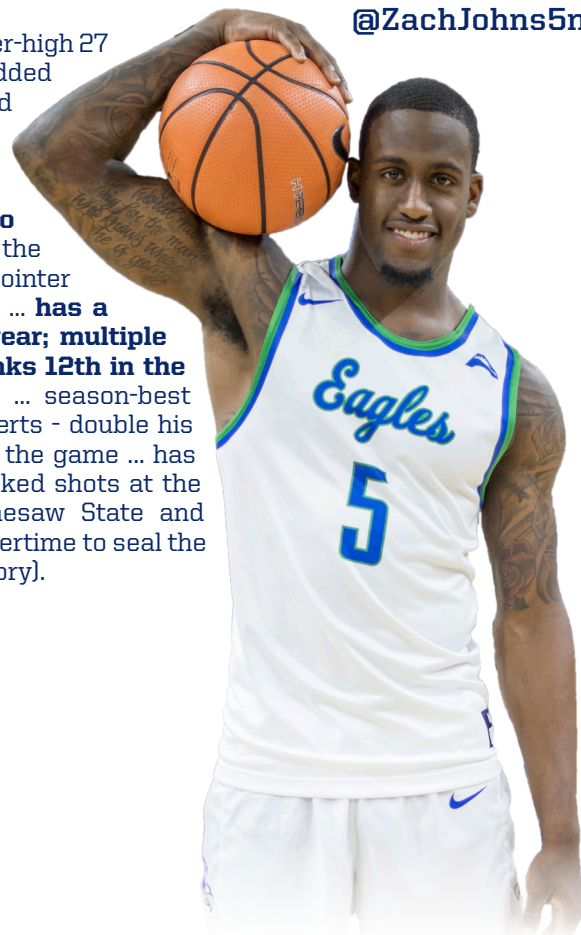 @ZachJohns5n
er-high 27
dded
d
o
the
ointer
... has a
ear; multiple
nks 12th in the
... season-best
erts - double his
the game ... has
ked shots at the
nesaw State and
ertime to seal the
ory).
Eagles
5